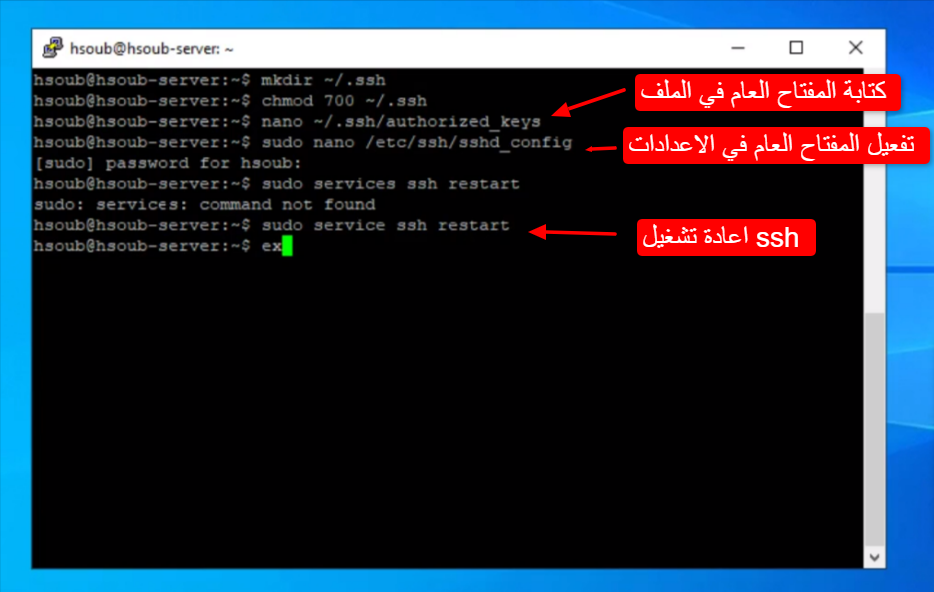 hsoub@hsoub-server: ~
hsoub@hsoub-server:~$ mkdir ~/.ssh
hsoub@hsoub-server:~$ chmod 700 ~/.ssh
hsoub@hsoub-server:~$ nano ~/.ssh/authorized_keys
كتابة المفتاح العام في الملف
hsoub@hsoub-server:~$ sudo nano /etc/ssh/sshd_config
تفعيل المفتاح العام في الاعدادات
[sudo] password for hsoub:
hsoub@hsoub-server:~$ sudo services ssh restart
sudo: services: command not found
hsoub@hsoub-server:~$ sudo service ssh restart
اعادة تشغيل ssh
hsoub@hsoub-server:~$ ex